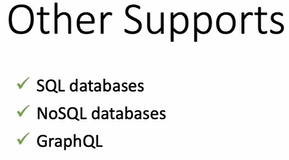 Other Supports
✓ SQL databases
✓ NoSQL databases
✓ GraphQL